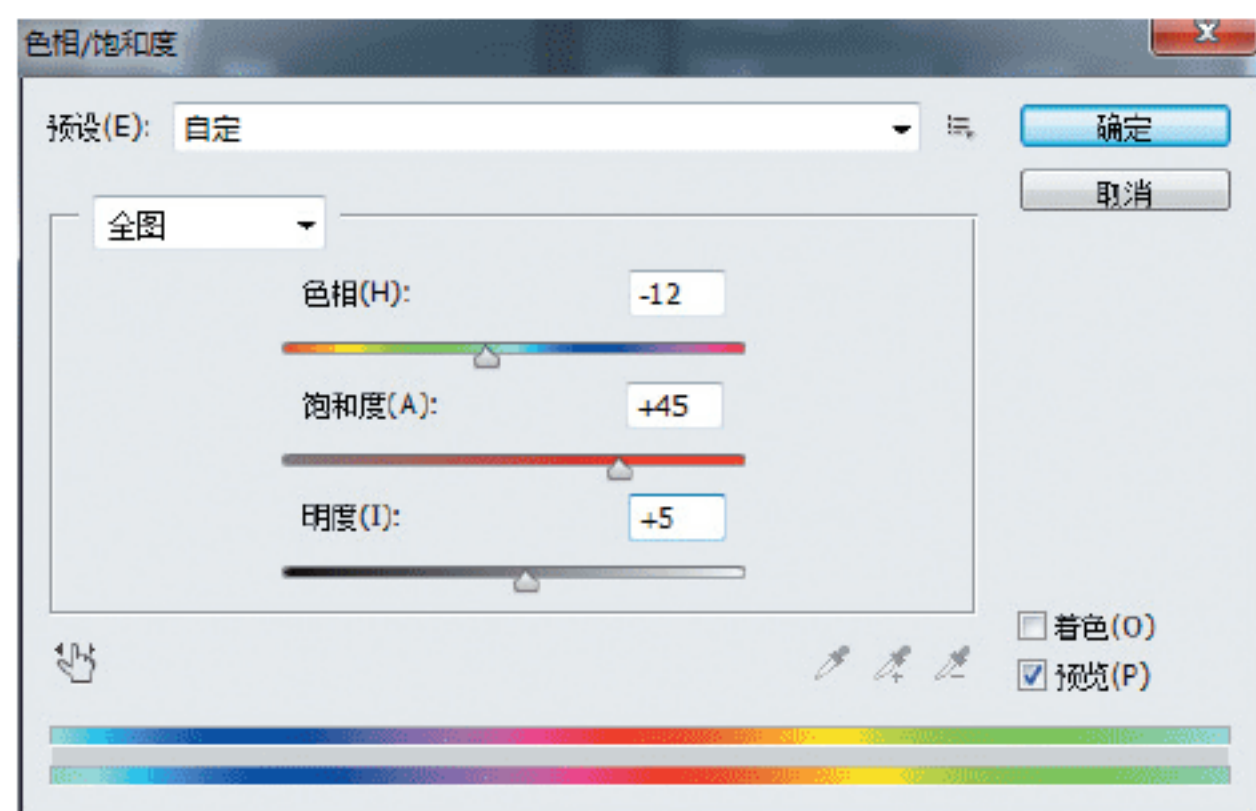 色相/饱和度
预设(E): 自定
确定
取消
全图
色相(H): -12
饱和度(A): +45
明度(I): +5
着色(O)
预览(P)